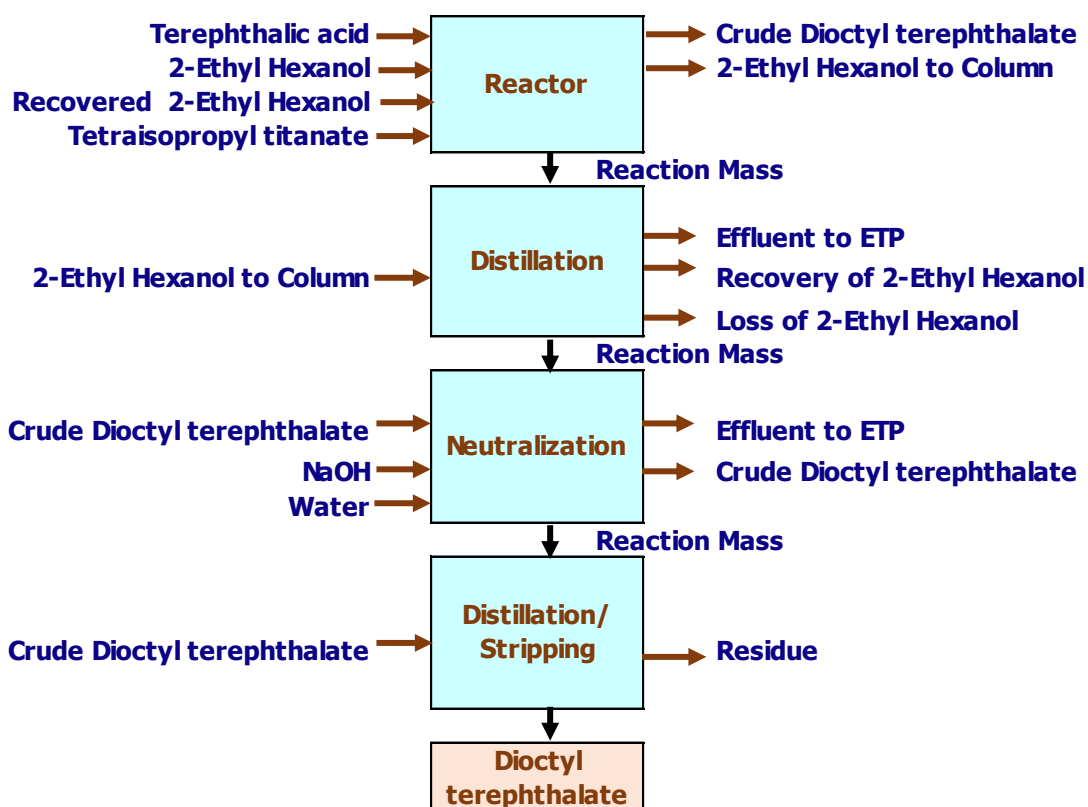 Terephthalic acid
2-Ethyl Hexanol
Recovered 2-Ethyl Hexanol
Tetraisopropyl titanate
Reactor
Crude Dioctyl terephthalate
2-Ethyl Hexanol to Column
Reaction Mass
2-Ethyl Hexanol to Column
Distillation
Effluent to ETP
Recovery of 2-Ethyl Hexanol
Loss of 2-Ethyl Hexanol
Reaction Mass
Crude Dioctyl terephthalate
NaOH
Water
Neutralization
Effluent to ETP
Crude Dioctyl terephthalate
Reaction Mass
Crude Dioctyl terephthalate
Distillation/
Stripping
Residue
Dioctyl
terephthalate